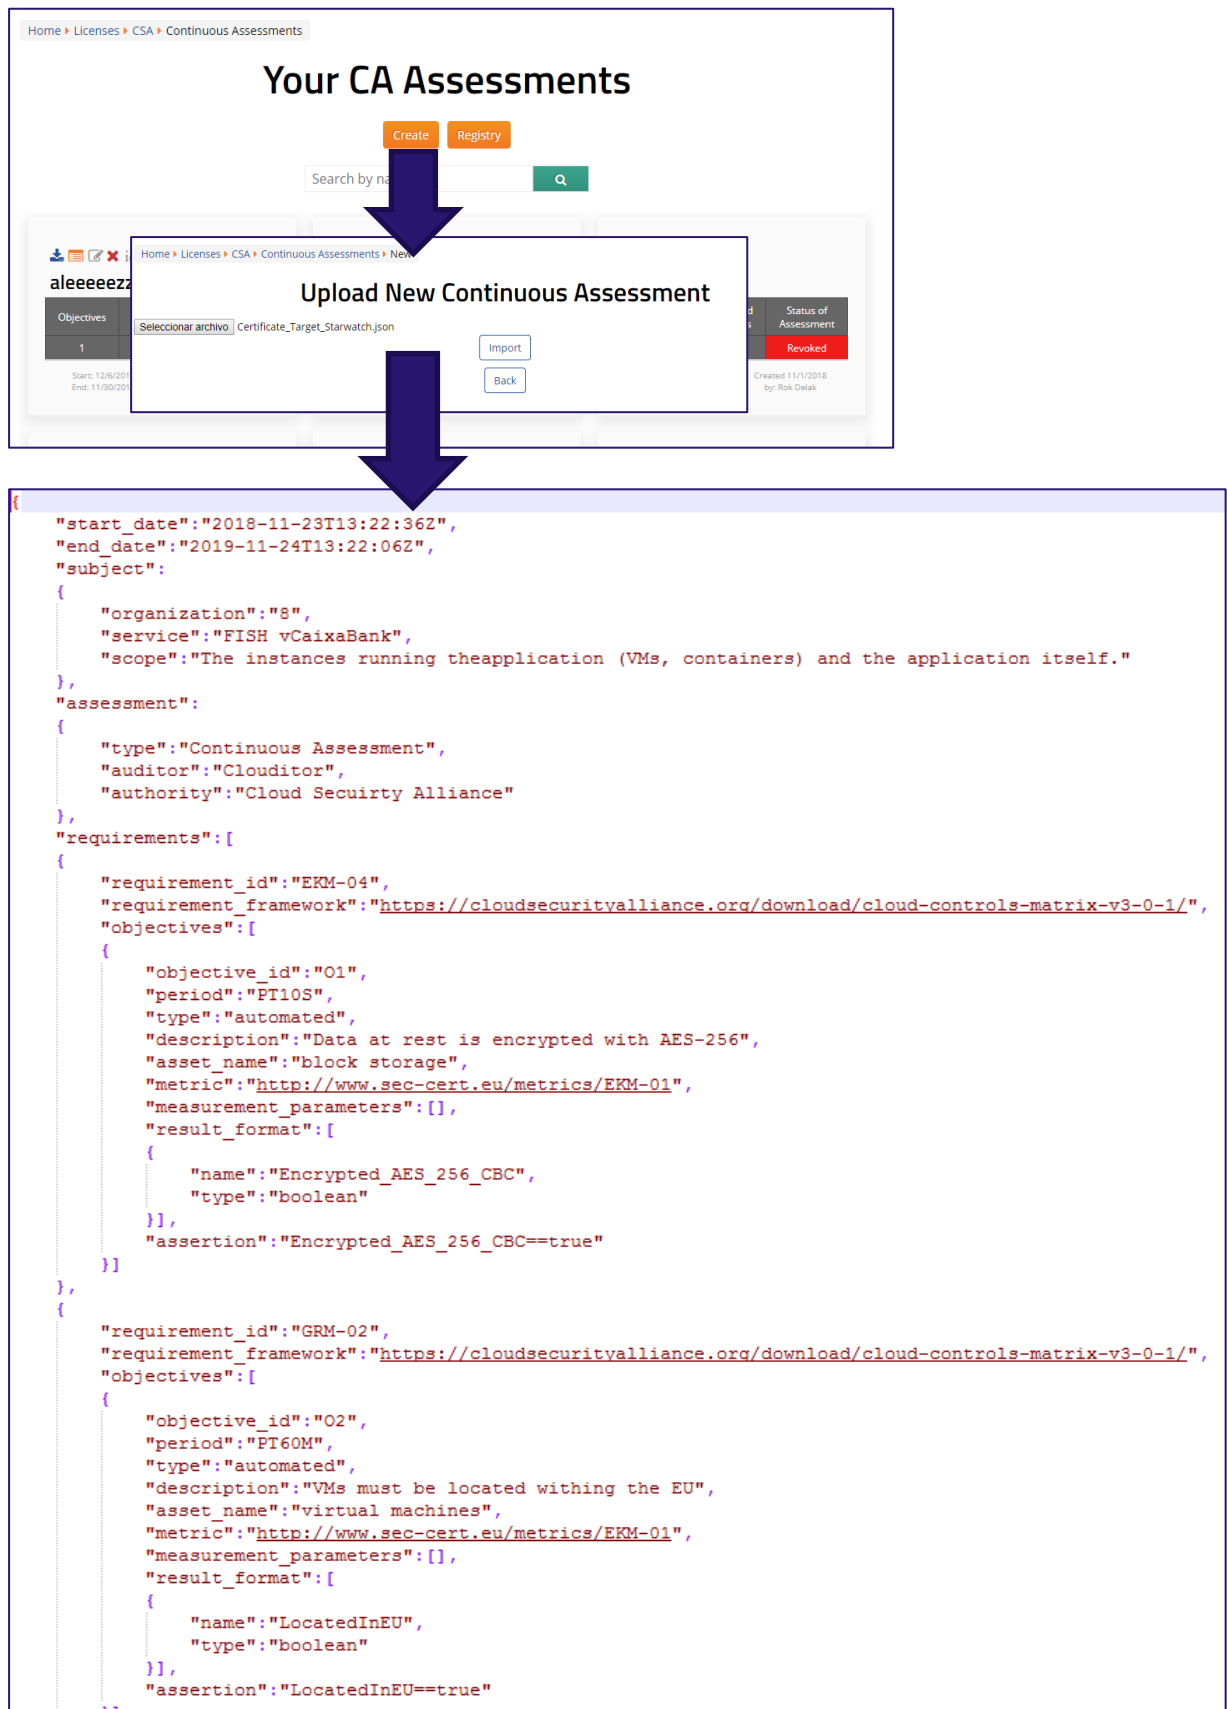 Home Licenses CSA Continuous Assessments
Your CA Assessments
Create Registry
Search by na
aleeeeezz
Objectives
1
Start: 12/6/201
End: 11/30/201
Status of
Assessment
Revoked
Created 11/1/2018
by: Rok Delak
Home Licenses CSA Continuous Assessments New
Upload New Continuous Assessment
Seleccionar archivo Certificate_Target_Starwatch.json
Import
Back
{
"start_date":"2018-11-23T13:22:36Z",
"end_date":"2019-11-24T13:22:06Z",
"subject":
{
"organization":"8",
"service":"FISH vCaixaBank",
"scope":"The instances running theapplication (VMs, containers) and the application itself."
},
"assessment":
{
"type":"Continuous Assessment",
"auditor":"Clouditor",
"authority":"Cloud Secuirty Alliance"
},
"requirements":[
{
"requirement_id":"EKM-04",
"requirement_framework":"https://cloudsecurityalliance.org/download/cloud-controls-matrix-v3-0-1/",
"objectives":[
{
"objective_id":"O1",
"period":"PT10S",
"type":"automated",
"description":"Data at rest is encrypted with AES-256",
"asset_name":"block storage",
"metric":"http://www.sec-cert.eu/metrics/EKM-01",
"measurement_parameters":[],
"result_format":[
{
"name":"Encrypted_AES_256_CBC",
"type":"boolean"
}],
"assertion":"Encrypted_AES_256_CBC==true"
}]
},
{
"requirement_id":"GRM-02",
"requirement_framework":"https://cloudsecurityalliance.org/download/cloud-controls-matrix-v3-0-1/",
"objectives":[
{
"objective_id":"O2",
"period":"PT60M",
"type":"automated",
"description":"VMs must be located withing the EU",
"asset_name":"virtual machines",
"metric":"http://www.sec-cert.eu/metrics/EKM-01",
"measurement_parameters":[],
"result_format":[
{
"name":"LocatedInEU",
"type":"boolean"
}],
"assertion":"LocatedInEU==true"